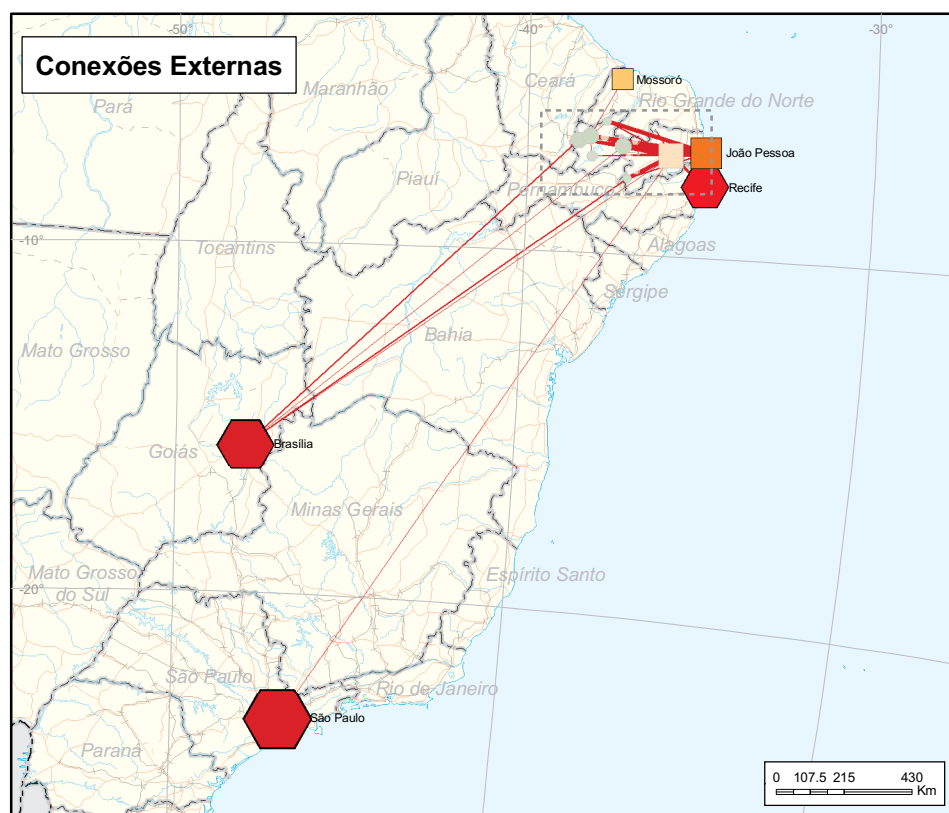 -50°
-40°
-30°
Conexões Externas
Ceará
Mossoró
Maranhão
Rio Grande do Norte
Pará
João Pessoa
Piauí
Pernambuco
Recife
-10°
Tocantins
Alagoas
Sergipe
Bahia
Mato Grosso
Goiás
Brasília
Minas Gerais
Espírito Santo
Mato Grosso
do Sul
-20°
São Paulo
Rio de Janeiro
São Paulo
Paraná
0 107.5 215 430
Km